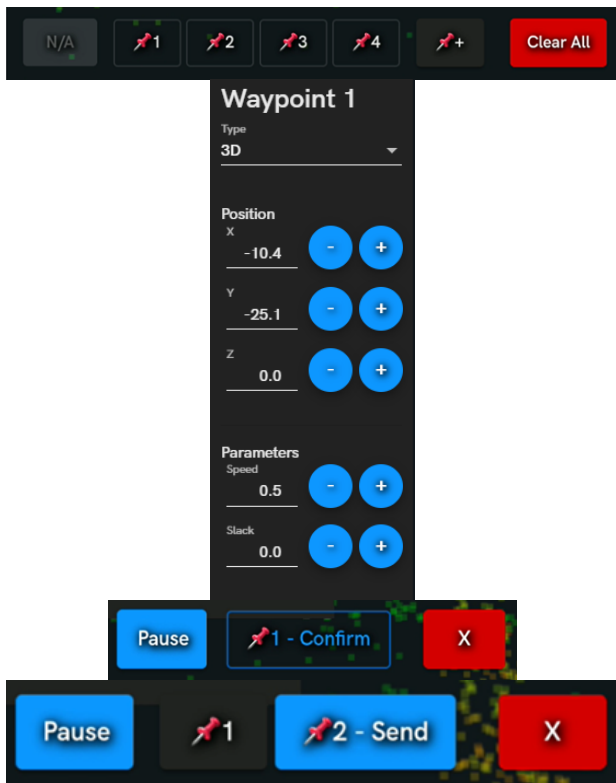 N/A 📌1 📌2 📌3 📌4 📌+ Clear All
Waypoint 1
Type
3D
Position
X
-10.4 - +
Y
-25.1 - +
Z
0.0 - +
Parameters
Speed
0.5 - +
Slack
0.0 - +
Pause 📌1 - Confirm X
Pause 📌1 📌2 - Send X